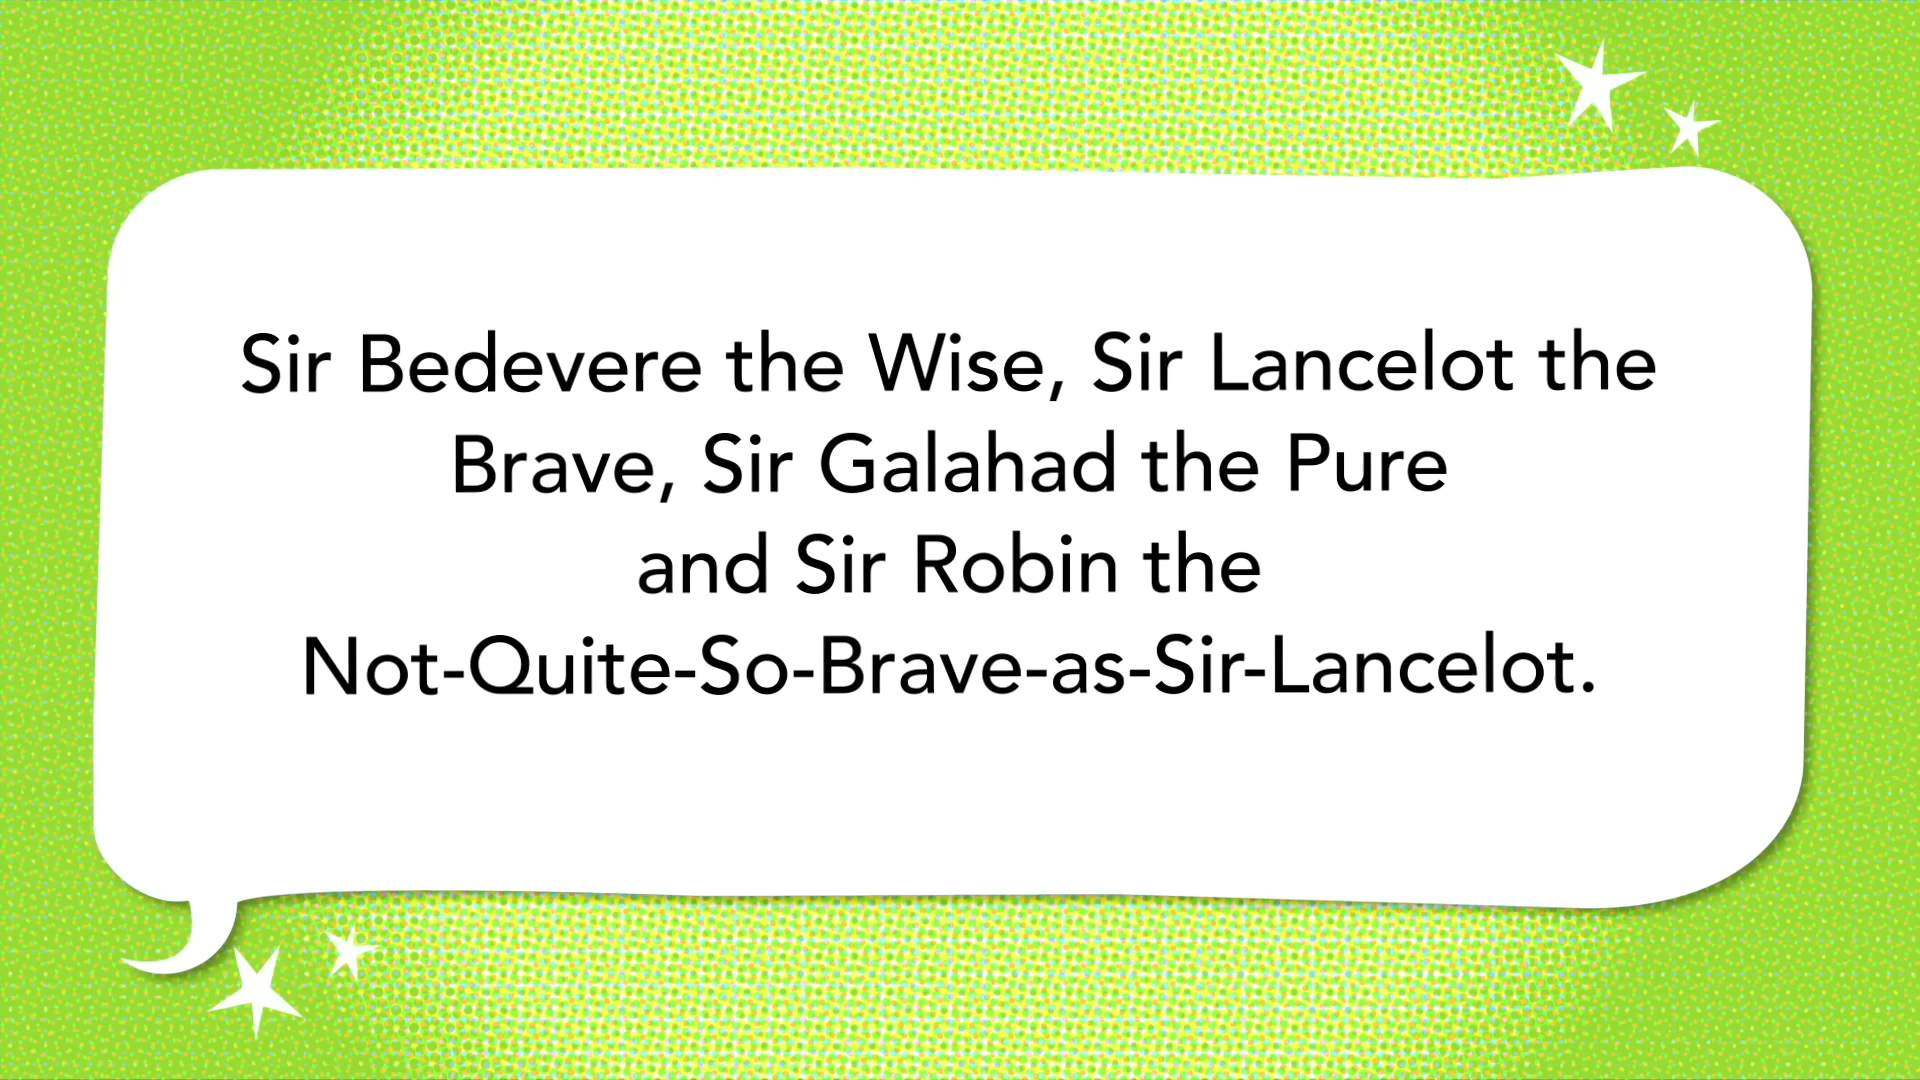 Sir Bedevere the Wise, Sir Lancelot the
Brave, Sir Galahad the Pure
and Sir Robin the
Not-Quite-So-Brave-as-Sir-Lancelot.